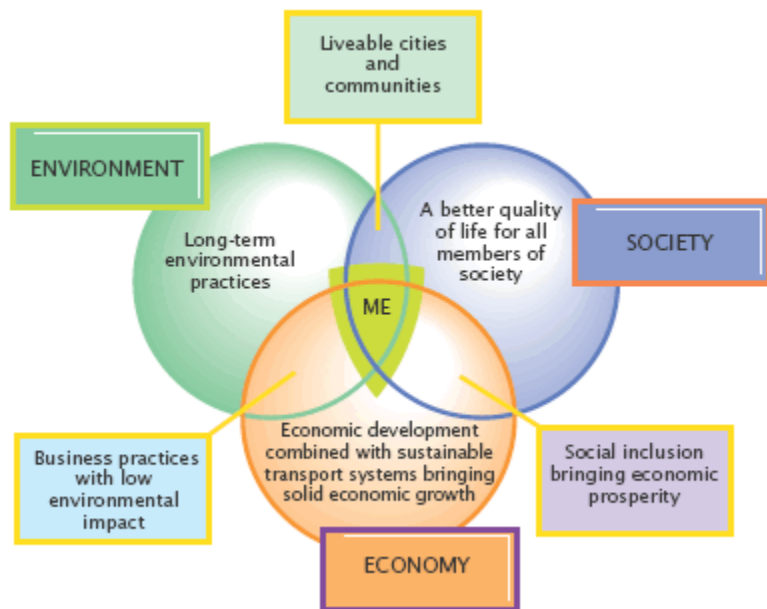 Liveable cities
and
communities
ENVIRONMENT
Long-term
environmental
practices
A better quality
of life for all
members of
society
SOCIETY
ME
Business practices
with low
environmental
impact
Economic development
combined with sustainable
transport systems bringing
solid economic growth
Social inclusion
bringing economic
prosperity
ECONOMY